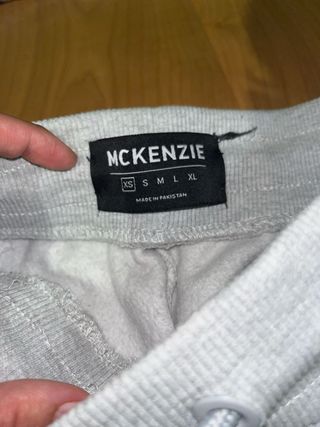 MCKENZIE
XS S M L XL
MADE IN PAKISTAN